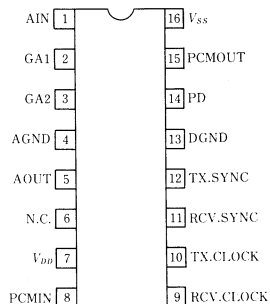 AIN 1 16 VSS
GA1 2 15 PCMOUT
GA2 3 14 PD
AGND 4 13 DGND
AOUT 5 12 TX.SYNC
N.C. 6 11 RCV.SYNC
VDD 7 10 TX.CLOCK
PCMIN 8 9 RCV.CLOCK